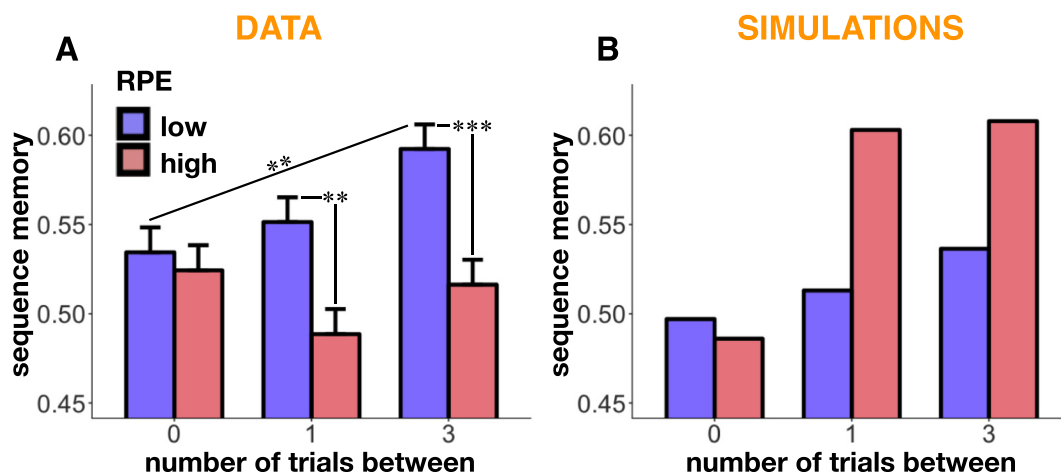 DATA
SIMULATIONS
A
B
RPE
low
high
sequence memory
0.60
0.55
0.50
0.45
**
**
***
0
1
3
number of trials between
sequence memory
0.60
0.55
0.50
0.45
0
1
3
number of trials between